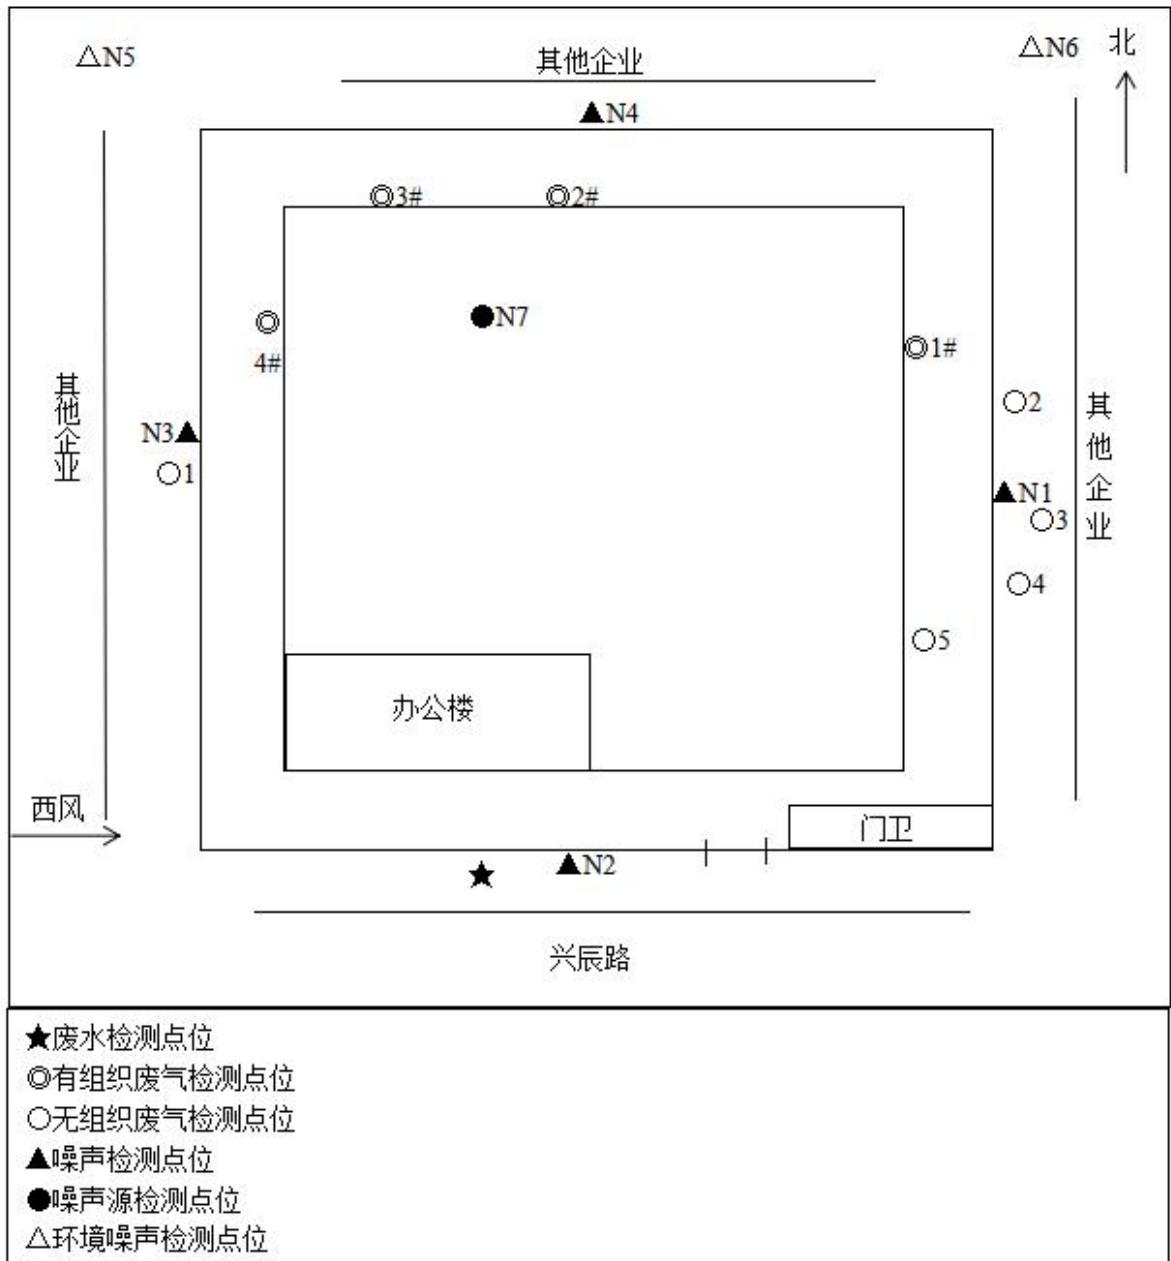 △N5
其他企业
△N6
北
▲N4
◎3#
◎2#
●N7
◎1#
◎
4#
其他企业
○2
其他企业
N3▲
○1
▲N1
○3
○4
○5
办公楼
西风
门卫
★
▲N2
兴辰路
★废水检测点位
◎有组织废气检测点位
○无组织废气检测点位
▲噪声检测点位
●噪声源检测点位
△环境噪声检测点位